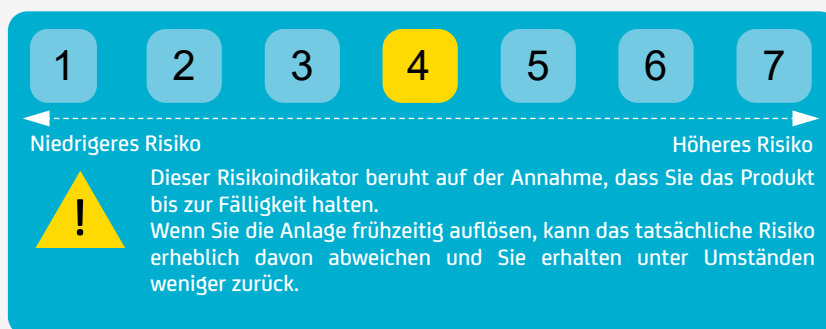 1 2 3 4 5 6 7
Niedrigeres Risiko Höheres Risiko
Dieser Risikoindikator beruht auf der Annahme, dass Sie das Produkt
bis zur Fälligkeit halten.
Wenn Sie die Anlage frühzeitig auflösen, kann das tatsächliche Risiko
erheblich davon abweichen und Sie erhalten unter Umständen
weniger zurück.
!